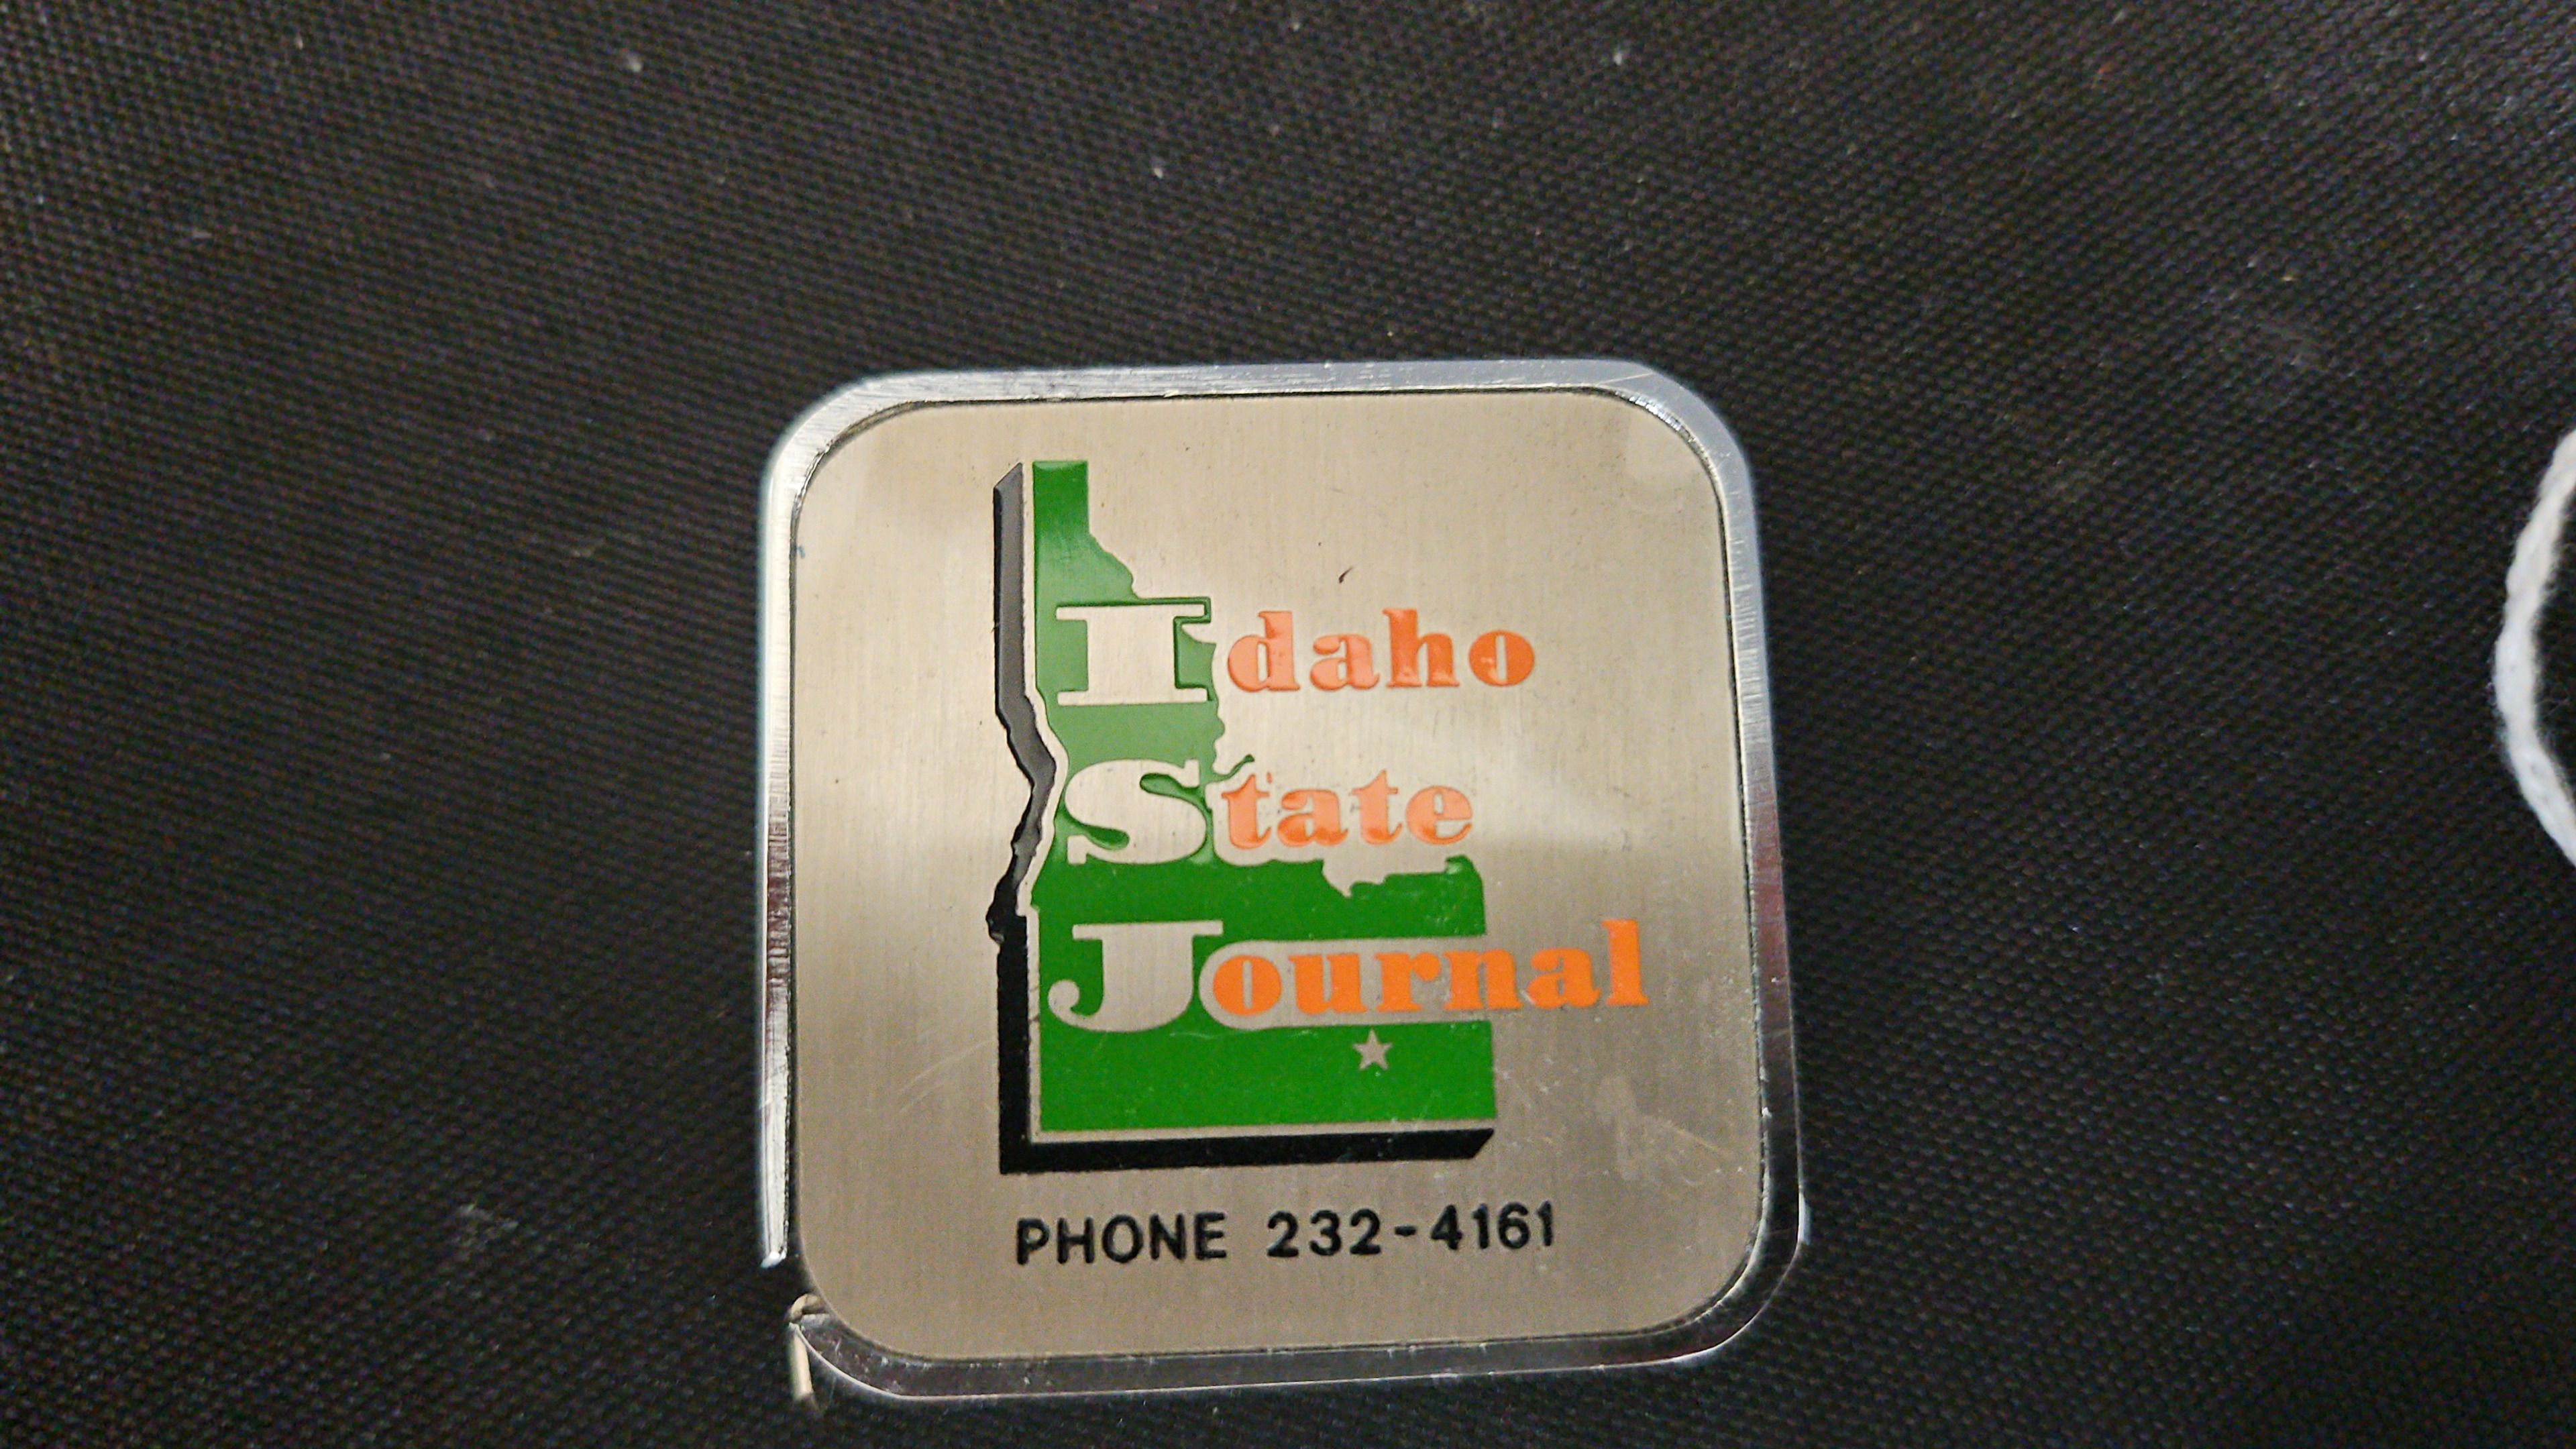 Idaho
State
Journal
PHONE 232-4161